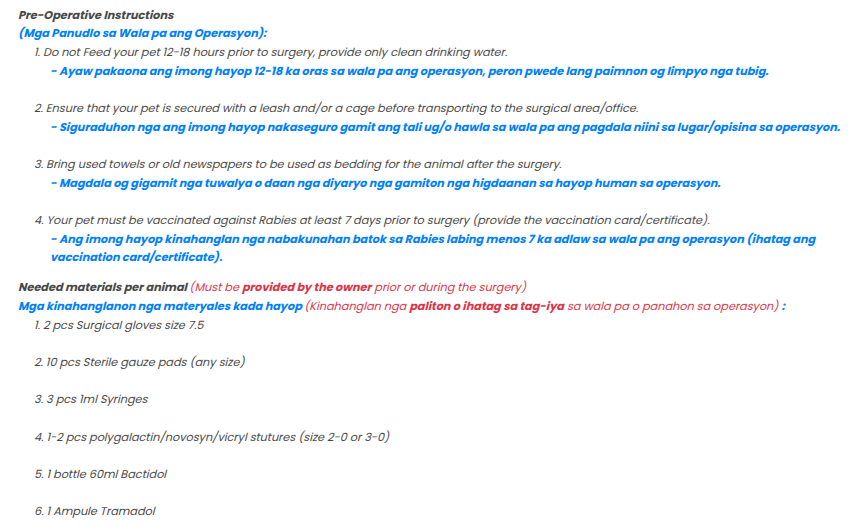 Pre-Operative Instructions
(Mga Panudlo sa Wala pa ang Operasyon):
1. Do not Feed your pet 12-18 hours prior to surgery, provide only clean drinking water.
- Ayaw pakaona ang imong hayop 12-18 ka oras sa wala pa ang operasyon, peron pwede lang paimnon og limpyo nga tubig.
2. Ensure that your pet is secured with a leash and/or a cage before transporting to the surgical area/office.
- Siguraduhon nga ang imong hayop nakaseguro gamit ang tali ug/o hawla sa wala pa ang pagdala niini sa lugar/opisina sa operasyon.
3. Bring used towels or old newspapers to be used as bedding for the animal after the surgery.
- Magdala og gigamit nga tuwalya o daan nga diyaryo nga gamiton nga higdaanan sa hayop human sa operasyon.
4. Your pet must be vaccinated against Rabies at least 7 days prior to surgery (provide the vaccination card/certificate).
- Ang imong hayop kinahanglan nga nabakunahan batok sa Rabies labing menos 7 ka adlaw sa wala pa ang operasyon (ihatag ang
vaccination card/certificate).
Needed materials per animal (Must be provided by the owner prior or during the surgery)
Mga kinahanglanon nga materyales kada hayop (Kinahanglan nga paliton o ihatag sa tag-iya sa wala pa o panahon sa operasyon) :
1. 2 pcs Surgical gloves size 7.5
2. 10 pcs Sterile gauze pads (any size)
3. 3 pcs 1ml Syringes
4. 1-2 pcs polygalactin/novosyn/vicryl stutures (size 2-0 or 3-0)
5. 1 bottle 60ml Bactidol
6. 1 Ampule Tramadol